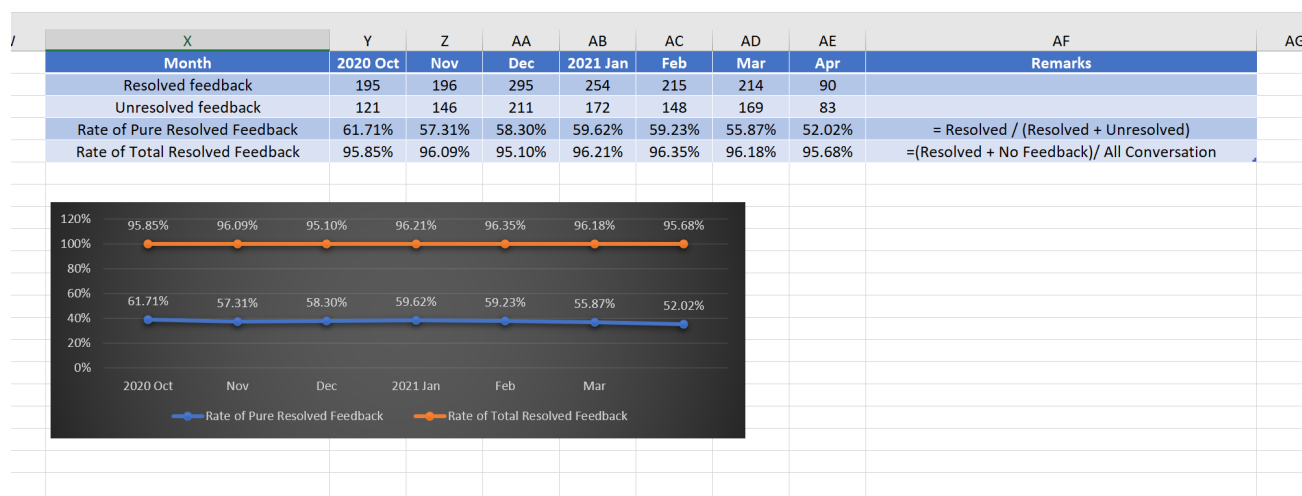 X Y Z AA AB AC AD AE AF AG
Month 2020 Oct Nov Dec 2021 Jan Feb Mar Apr Remarks
Resolved feedback 195 196 295 254 215 214 90
Unresolved feedback 121 146 211 172 148 169 83
Rate of Pure Resolved Feedback 61.71% 57.31% 58.30% 59.62% 59.23% 55.87% 52.02% = Resolved / (Resolved + Unresolved)
Rate of Total Resolved Feedback 95.85% 96.09% 95.10% 96.21% 96.35% 96.18% 95.68% =(Resolved + No Feedback)/ All Conversation
120%
95.85% 96.09% 95.10% 96.21% 96.35% 96.18% 95.68%
100%
80%
60%
61.71% 57.31% 58.30% 59.62% 59.23% 55.87% 52.02%
40%
20%
0%
2020 Oct Nov Dec 2021 Jan Feb Mar
Rate of Pure Resolved Feedback Rate of Total Resolved Feedback